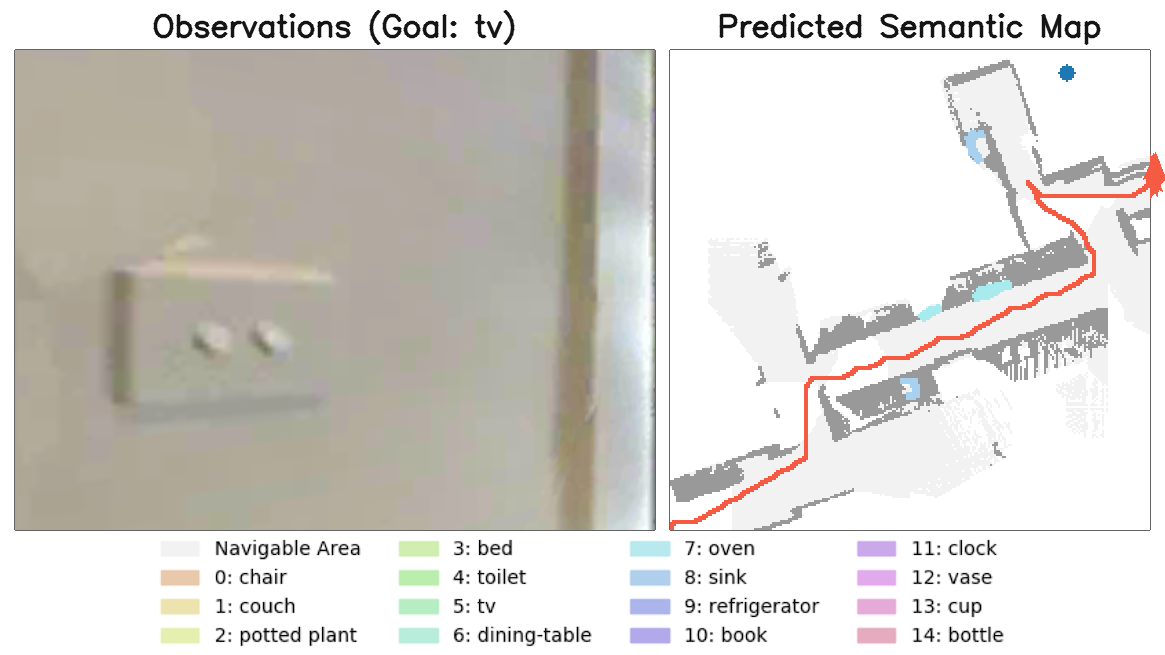 Observations (Goal: tv)
Predicted Semantic Map
Navigable Area
0: chair
1: couch
2: potted plant
3: bed
4: toilet
5: tv
6: dining-table
7: oven
8: sink
9: refrigerator
10: book
11: clock
12: vase
13: cup
14: bottle